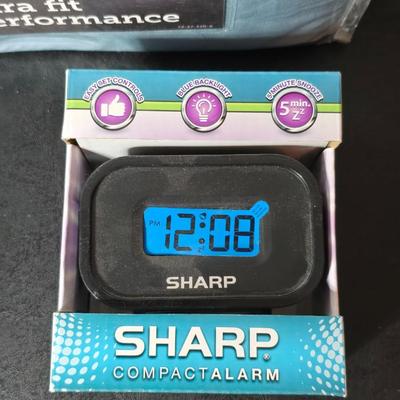 ra fit
erformance
EASY SET CONTROLS
BLUE BACKLIGHT
5 MINUTE SNOOZE
5 min.
PM 12:08
SHARP
SHARP
COMPACTALARM